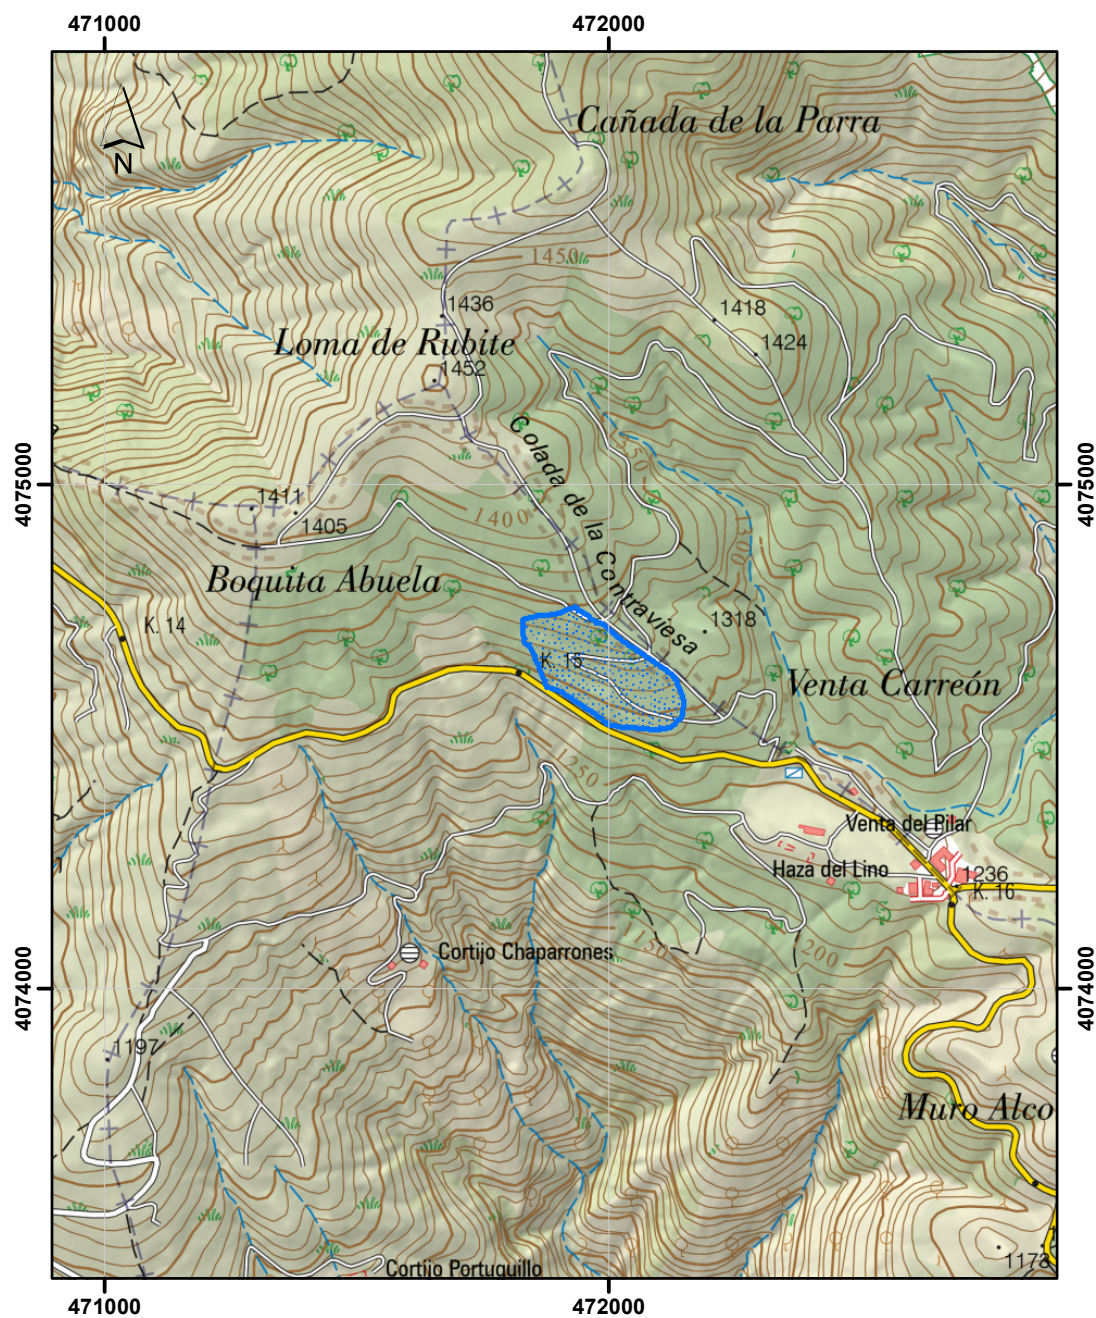 471000
472000
Cañada de la Parra
N
1450
1436
1418
Loma de Rubite
1424
1452
Colada de la Contraviesa
350
4075000
4075000
1411
1400
1405
1300
Boquita Abuela
K. 14
1318
K. 15
Venta Carreón
1250
Venta del Pilar
Haza del Lino
1236
K. 16
1150
1200
Cortijo Chaparrones
4074000
4074000
1197
Muro Alco
1173
Cortijo Portuguillo
471000
472000